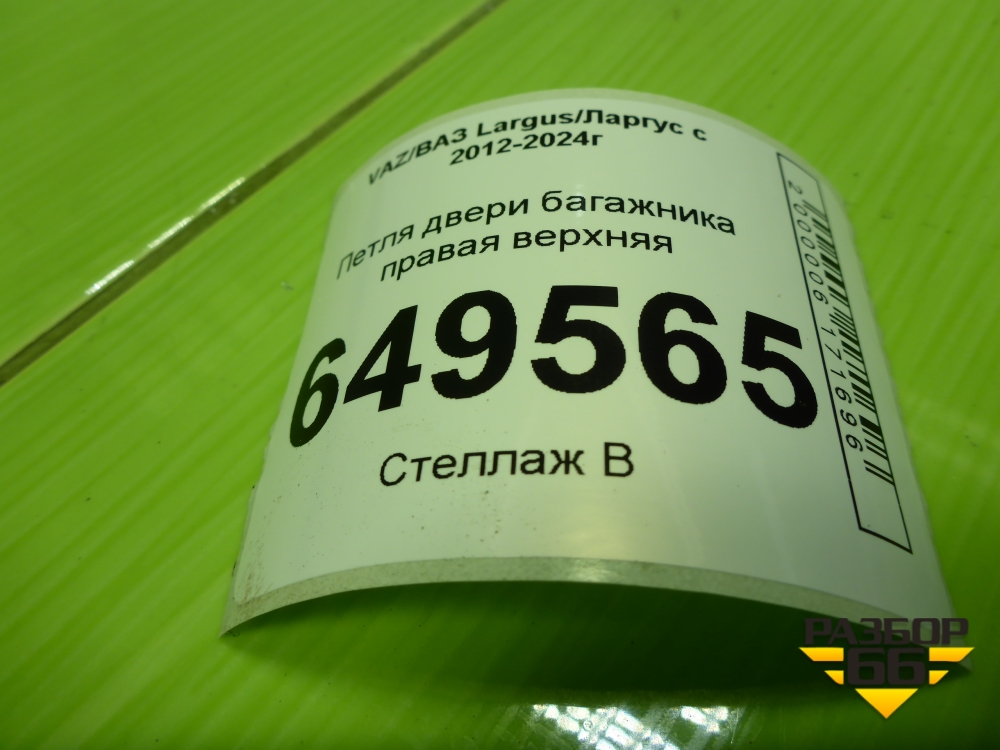 VAZ/ВАЗ Largus/Ларгус с
2012-2024г
Петля двери багажника
правая верхняя
649565
Стеллаж В
2000006171696
РАЗБОР
66